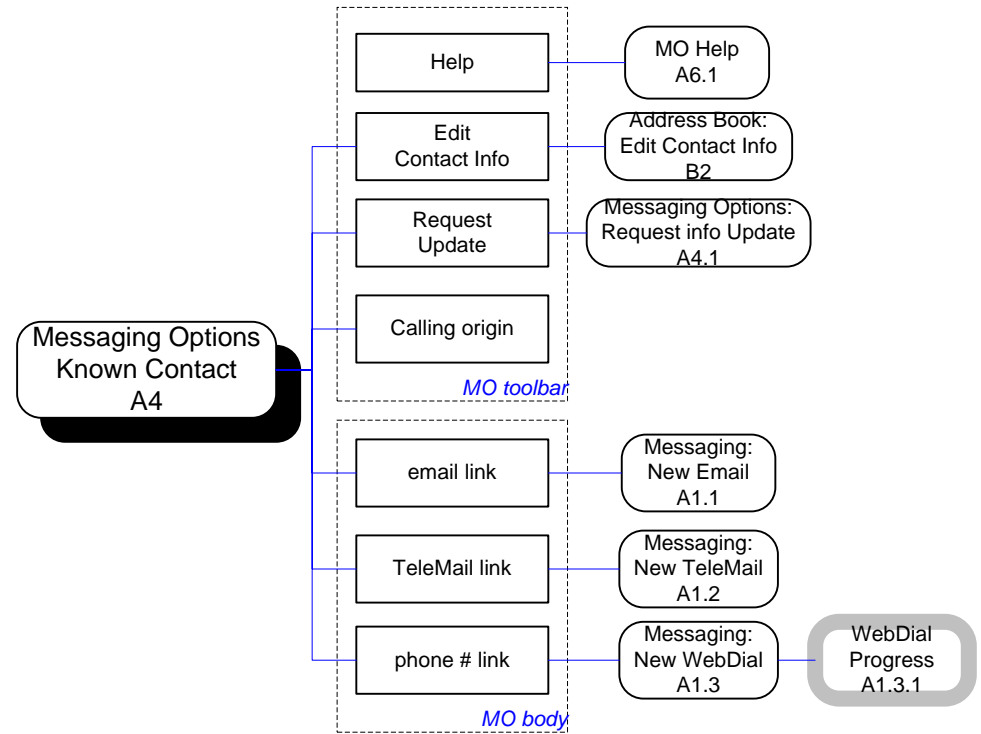 Help
MO Help
A6.1
Edit
Contact Info
Address Book:
Edit Contact Info
B2
Request
Update
Messaging Options:
Request info Update
A4.1
Calling origin
MO toolbar
Messaging Options
Known Contact
A4
email link
Messaging:
New Email
A1.1
TeleMail link
Messaging:
New TeleMail
A1.2
phone # link
Messaging:
New WebDial
A1.3
WebDial
Progress
A1.3.1
MO body